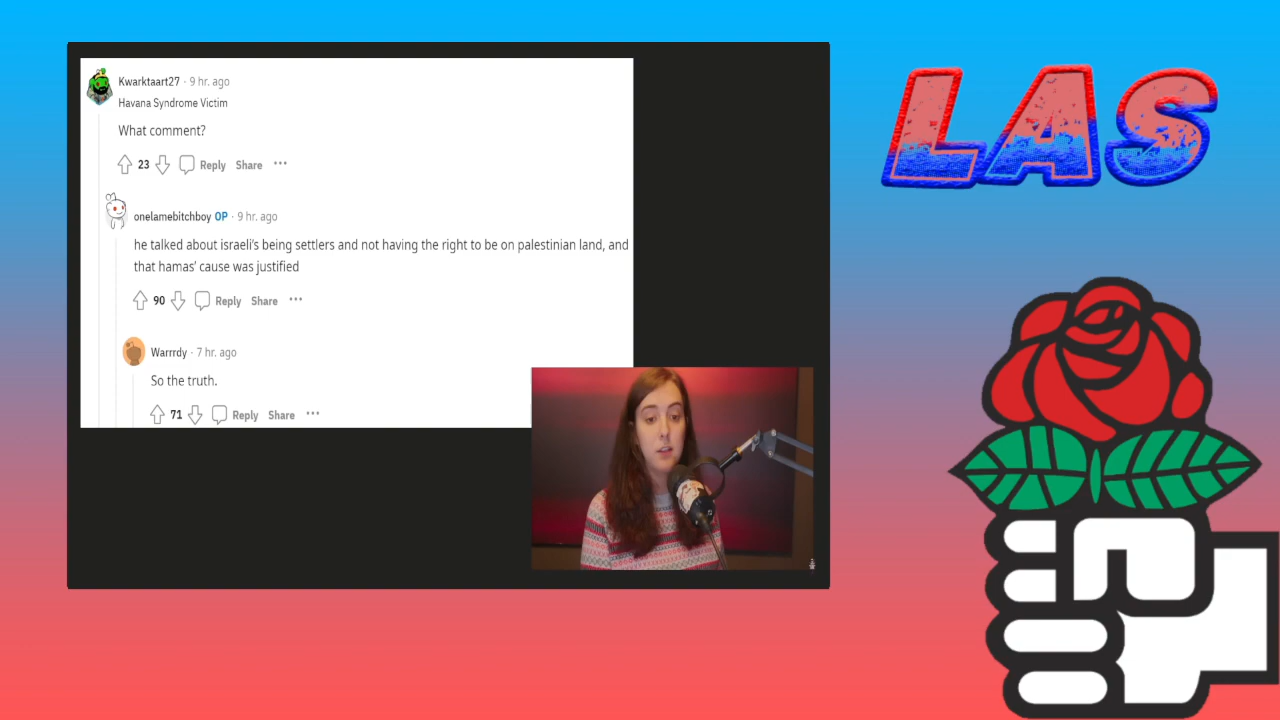 LAS
Kwarktaart27 · 9 hr. ago
Havana Syndrome Victim
What comment?
23 Reply Share ···
onelamebitchboy OP · 9 hr. ago
he talked about israeli's being settlers and not having the right to be on palestinian land, and
that hamas' cause was justified
90 Reply Share ···
Warrrdy · 7 hr. ago
So the truth.
71 Reply Share ···